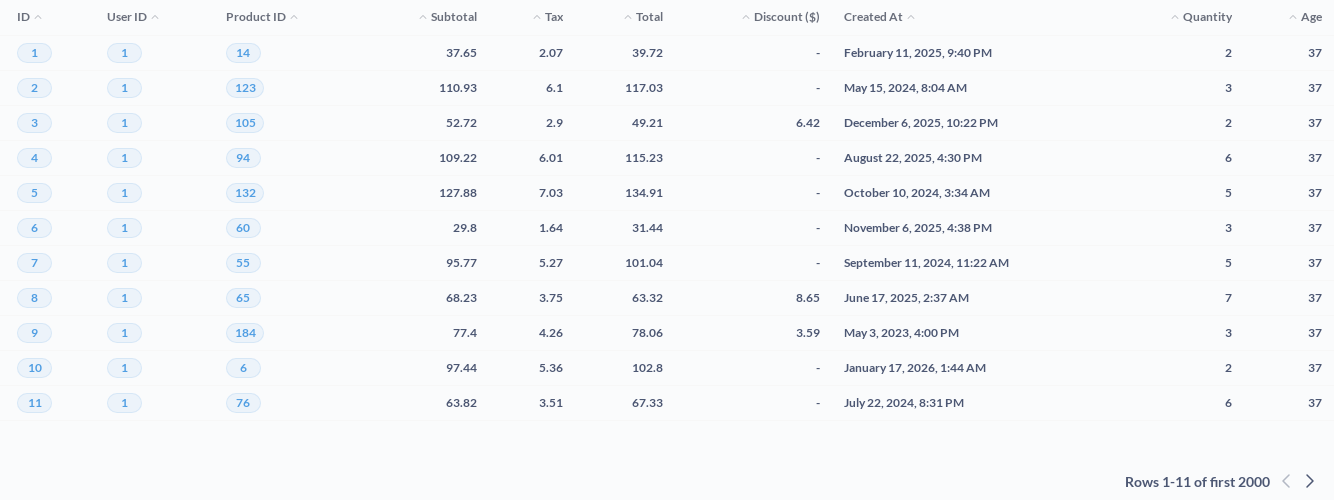 ID User ID Product ID Subtotal Tax Total Discount ($) Created At Quantity Age
1 1 14 37.65 2.07 39.72 - February 11, 2025, 9:40 PM 2 37
2 1 123 110.93 6.1 117.03 - May 15, 2024, 8:04 AM 3 37
3 1 105 52.72 2.9 49.21 6.42 December 6, 2025, 10:22 PM 2 37
4 1 94 109.22 6.01 115.23 - August 22, 2025, 4:30 PM 6 37
5 1 132 127.88 7.03 134.91 - October 10, 2024, 3:34 AM 5 37
6 1 60 29.8 1.64 31.44 - November 6, 2025, 4:38 PM 3 37
7 1 55 95.77 5.27 101.04 - September 11, 2024, 11:22 AM 5 37
8 1 65 68.23 3.75 63.32 8.65 June 17, 2025, 2:37 AM 7 37
9 1 184 77.4 4.26 78.06 3.59 May 3, 2023, 4:00 PM 3 37
10 1 6 97.44 5.36 102.8 - January 17, 2026, 1:44 AM 2 37
11 1 76 63.82 3.51 67.33 - July 22, 2024, 8:31 PM 6 37
Rows 1-11 of first 2000